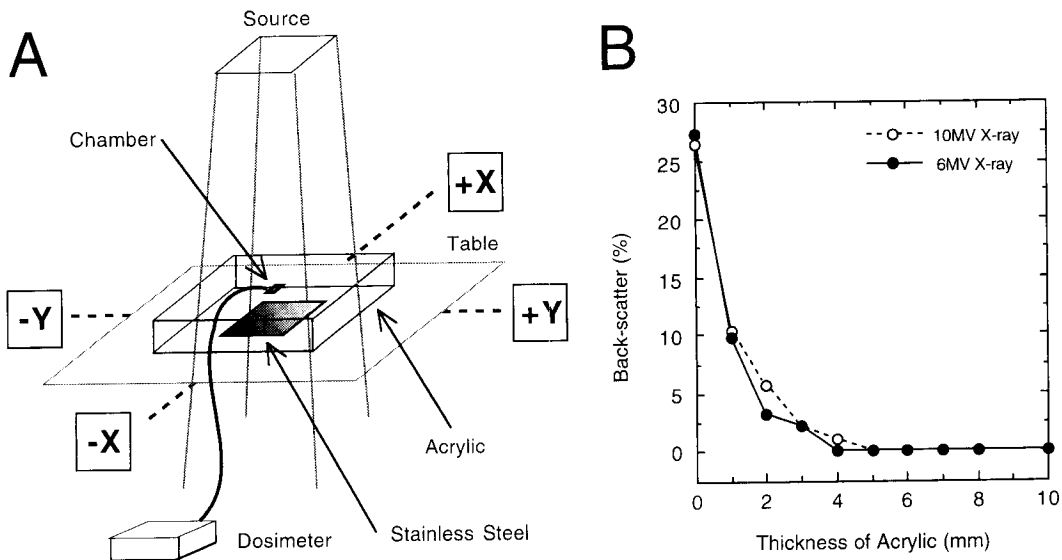 A
Source
Chamber
+X
Table
-Y
+Y
-X
Acrylic
Stainless Steel
Dosimeter
B
30
25
20
15
10
5
0
Back-scatter (%)
10MV X-ray
6MV X-ray
0 2 4 6 8 10
Thickness of Acrylic (mm)